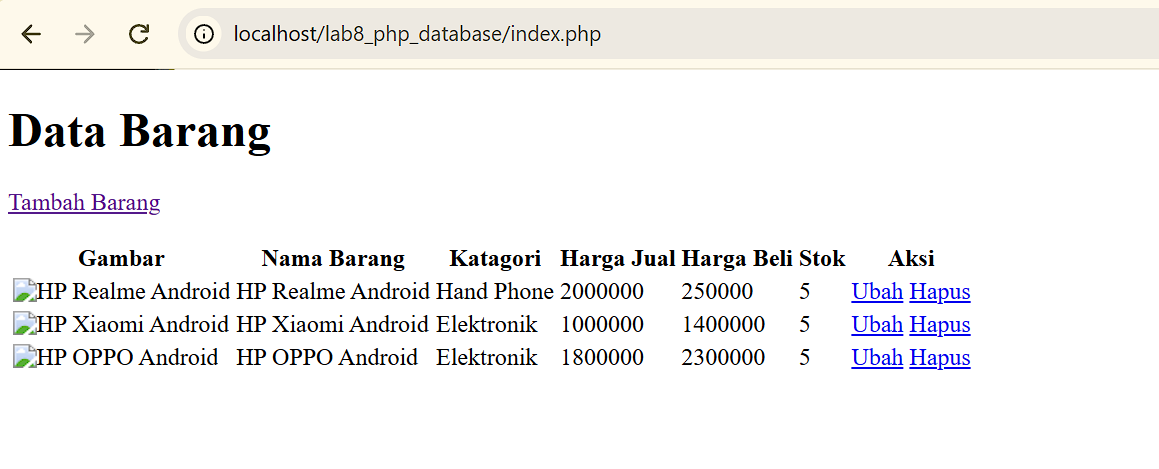 localhost/lab8_php_database/index.php
Data Barang
Tambah Barang
Gambar Nama Barang Katagori Harga Jual Harga Beli Stok Aksi
HP Realme Android HP Realme Android Hand Phone 2000000 250000 5 Ubah Hapus
HP Xiaomi Android HP Xiaomi Android Elektronik 1000000 1400000 5 Ubah Hapus
HP OPPO Android HP OPPO Android Elektronik 1800000 2300000 5 Ubah Hapus